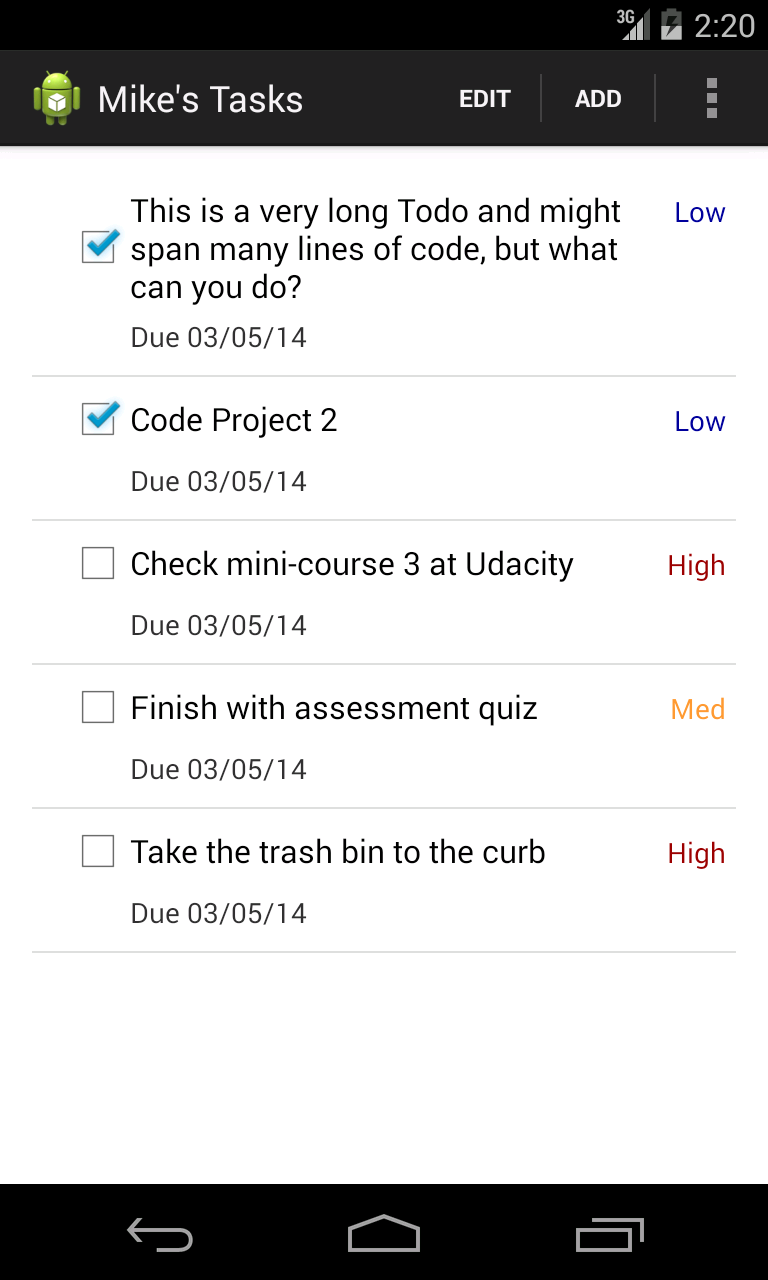 3G 2:20
Mike's Tasks EDIT ADD
This is a very long Todo and might Low
span many lines of code, but what
can you do?
Due 03/05/14
Code Project 2 Low
Due 03/05/14
Check mini-course 3 at Udacity High
Due 03/05/14
Finish with assessment quiz Med
Due 03/05/14
Take the trash bin to the curb High
Due 03/05/14